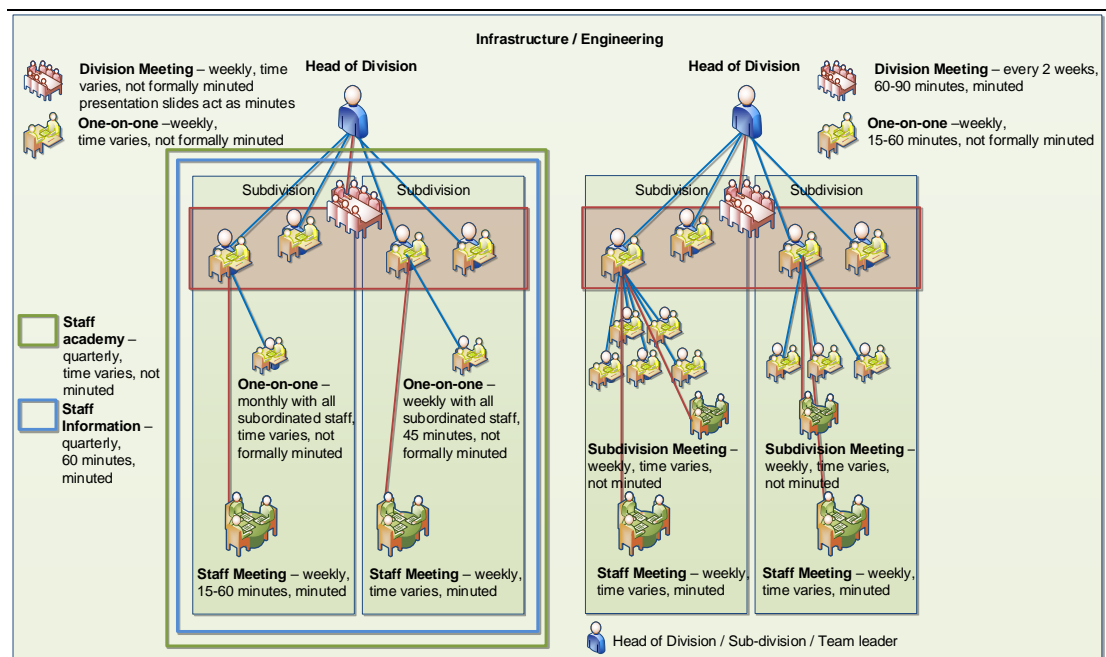 Infrastructure / Engineering
Head of Division
Division Meeting – weekly, time
varies, not formally minuted
presentation slides act as minutes
One-on-one –weekly,
time varies, not formally minuted
Head of Division
Division Meeting – every 2 weeks,
60-90 minutes, minuted
One-on-one –weekly,
15-60 minutes, not formally minuted
Subdivision
Subdivision
Subdivision
Subdivision
Staff
academy –
quarterly,
time varies, not
minuted
Staff
Information –
quarterly,
60 minutes,
minuted
One-on-one –
monthly with all
subordinated staff,
time varies, not
formally minuted
One-on-one –
weekly with all
subordinated staff,
45 minutes, not
formally minuted
Subdivision Meeting –
weekly, time varies,
not minuted
Subdivision Meeting –
weekly, time varies,
not minuted
Staff Meeting – weekly,
15-60 minutes, minuted
Staff Meeting – weekly,
time varies, minuted
Staff Meeting – weekly,
time varies, minuted
Staff Meeting – weekly,
time varies, minuted
Head of Division / Sub-division / Team leader